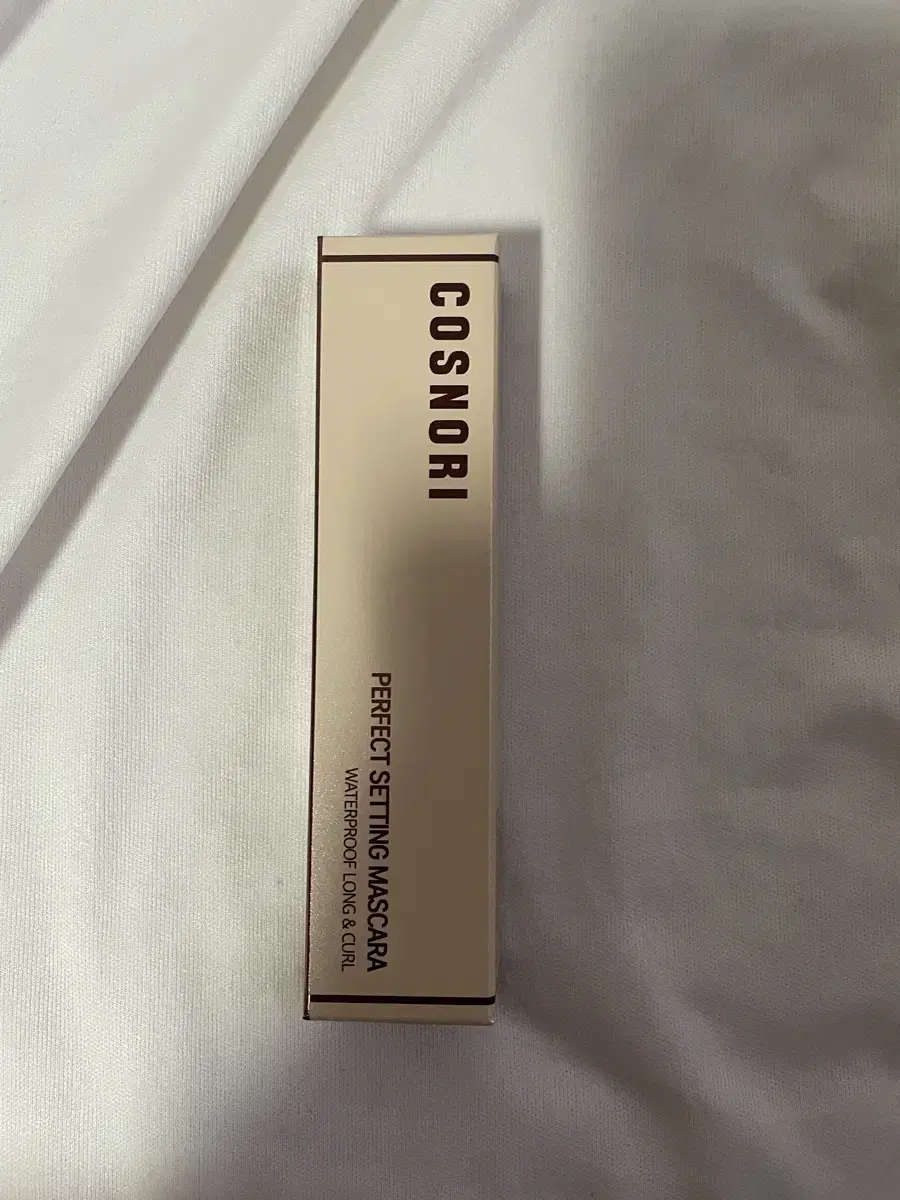 COSNORI
PERFECT SETTING MASCARA
WATERPROOF LONG & CURL